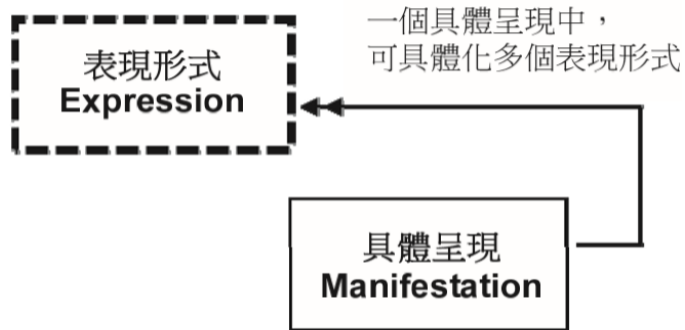 一個具體呈現中，
可具體化多個表現形式
表現形式
Expression
具體呈現
Manifestation